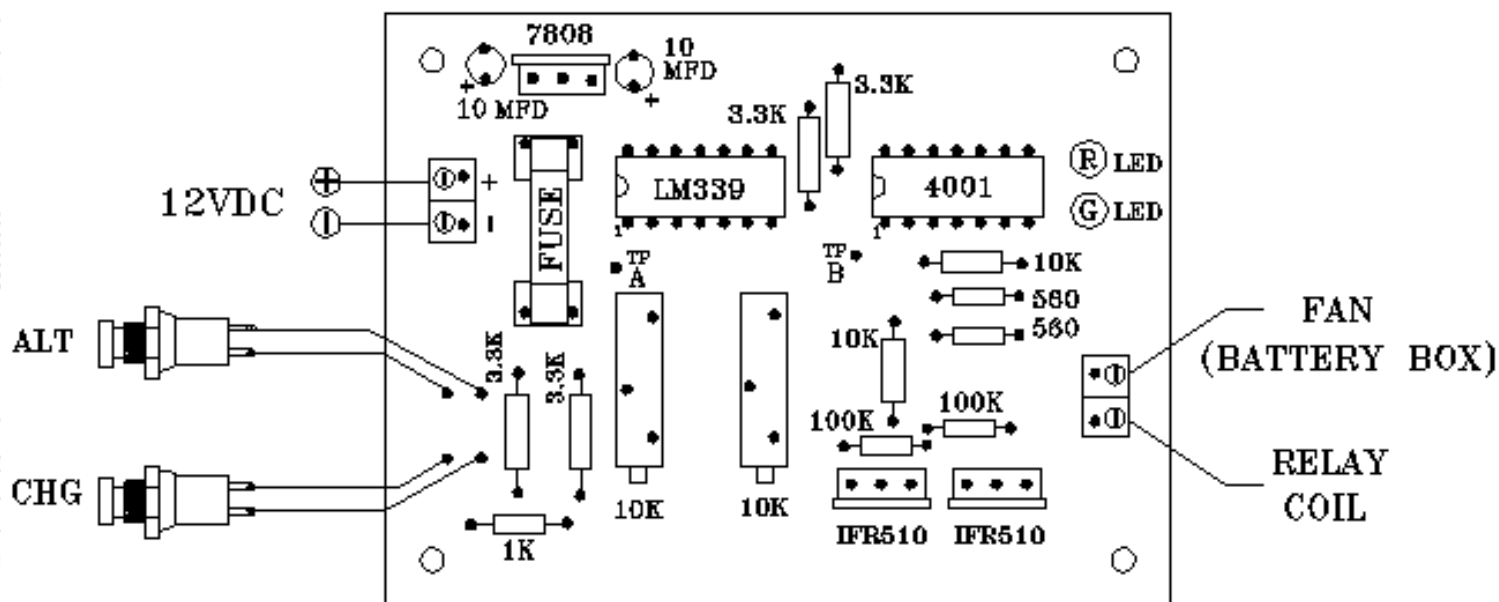 7808
10
MFD
10 MFD
3.3K
3.3K
12VDC
+
-
FUSE
LM339
1
4001
1
R LED
G LED
TP
A
TP
B
10K
560
560
10K
ALT
3.3K
3.3K
FAN
(BATTERY BOX)
100K
100K
CHG
10K
10K
RELAY
COIL
1K
IFR510
IFR510